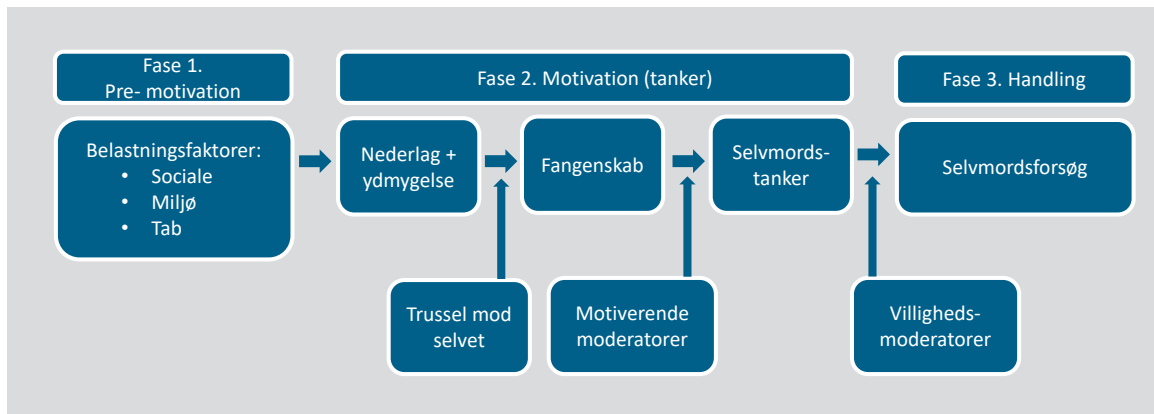 Fase 1.
Pre- motivation
Fase 2. Motivation (tanker)
Fase 3. Handling
Belastningsfaktorer:
• Sociale
• Miljø
• Tab
Nederlag +
ydmygelse
Fangenskab
Selvmords-
tanker
Selvmordsforsøg
Trussel mod
selvet
Motiverende
moderatorer
Villigheds-
moderatorer